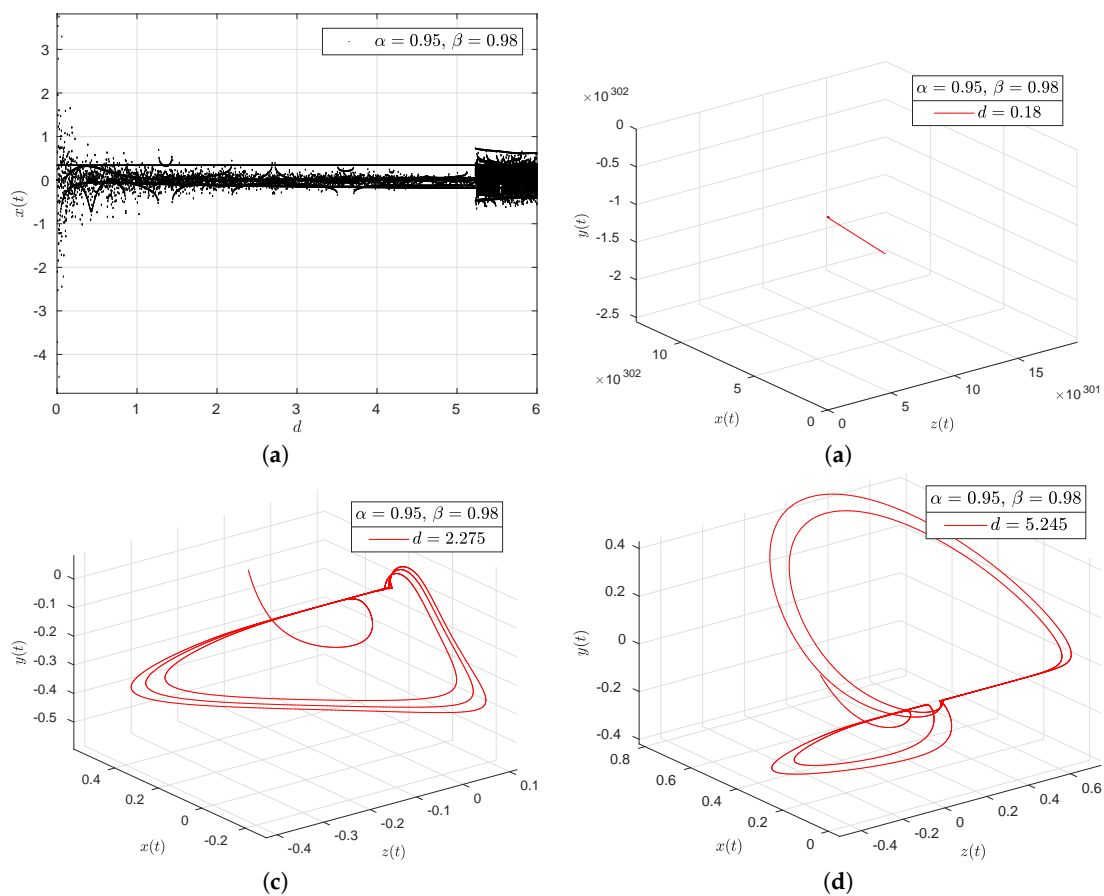 α = 0.95, β = 0.98
3
2
1
0
-1
-2
-3
-4
x(t)
0 1 2 3 4 5 6
d
(a)
×10 302
α = 0.95, β = 0.98
d = 0.18
0
-0.5
-1
-1.5
-2
-2.5
y(t)
10
5
0
×10 302
x(t)
0
5
10
15
×10 301
z(t)
(a)
α = 0.95, β = 0.98
d = 2.275
0
-0.1
-0.2
-0.3
-0.4
-0.5
y(t)
0.4
0.2
0
-0.2
x(t)
-0.4
-0.3
-0.2
-0.1
0
0.1
z(t)
(c)
α = 0.95, β = 0.98
d = 5.245
0.4
0.2
0
-0.2
-0.4
y(t)
0.8
0.6
0.4
0.2
0
x(t)
-0.4
-0.2
0
0.2
0.4
0.6
z(t)
(d)